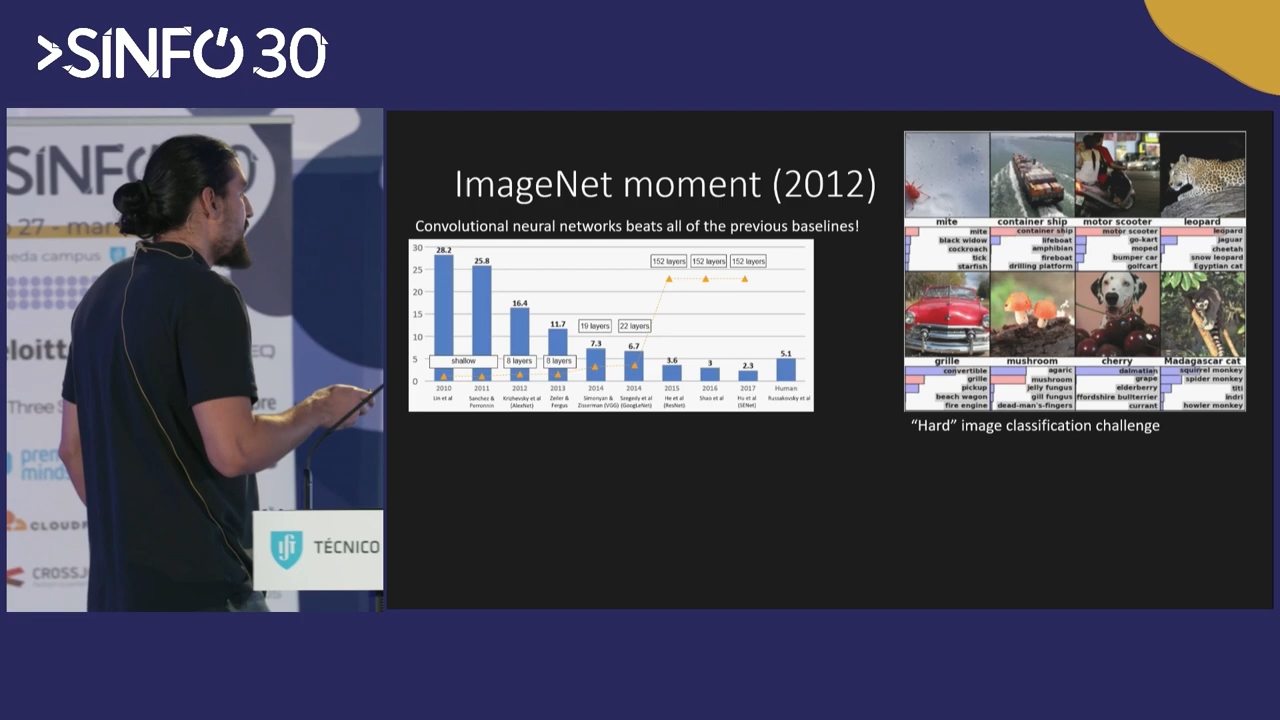 >SINFO 30
SINFO 30
27 - mar
meda campus
eloitte
Three
prem
minds
CLOUDF
CROSSJ
TÉCNICO
ImageNet moment (2012)
Convolutional neural networks beats all of the previous baselines!
30
25
20
15
10
5
0
28.2
25.8
16.4
11.7
7.3
6.7
3.6
3
2.3
5.1
shallow
8 layers
8 layers
19 layers
22 layers
152 layers
152 layers
152 layers
2010
2011
2012
2013
2014
2014
2015
2016
2017
Human
Lin et al
Sanchez &
Perronnin
Krizhevsky et al
(AlexNet)
Zeiler &
Fergus
Simonyan &
Zisserman (VGG)
Szegedy et al
(GoogLeNet)
He et al
(ResNet)
Shao et al
Hu et al
(SENet)
Russakovsky et al
mite
mite
black widow
cockroach
tick
starfish
container ship
container ship
lifeboat
amphibian
fireboat
drilling platform
motor scooter
motor scooter
go-kart
moped
bumper car
golfcart
leopard
leopard
jaguar
cheetah
snow leopard
Egyptian cat
grille
convertible
grille
pickup
beach wagon
fire engine
mushroom
agaric
mushroom
jelly fungus
gill fungus
dead-man's-fingers
cherry
dalmatian
grape
elderberry
ffordshire bullterrier
currant
Madagascar cat
squirrel monkey
spider monkey
titi
indri
howler monkey
"Hard" image classification challenge